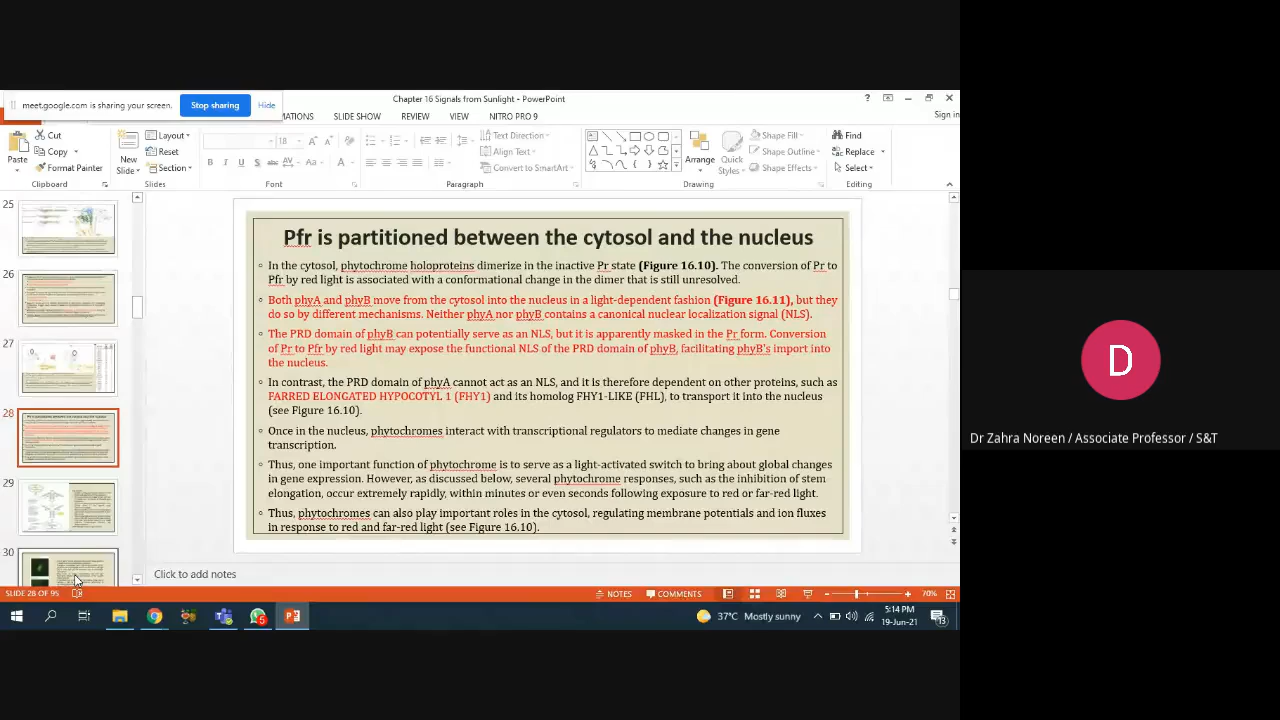 meet.google.com is sharing your screen. Stop sharing Hide
Chapter 16 Signals from Sunlight - PowerPoint
?
MATIONS SLIDE SHOW REVIEW VIEW NITRO PRO 9
Sign in
Paste
Cut
Copy
Format Painter
Clipboard
New
Slide
Layout
Reset
Section
Slides
18
B I U S abc AV Aa A
Font
Text Direction
Align Text
Convert to SmartArt
Paragraph
Arrange
Quick
Styles
Shape Fill
Shape Outline
Shape Effects
Drawing
Find
Replace
Select
Editing
25
26
27
28
29
30
Pfr is partitioned between the cytosol and the nucleus
In the cytosol, phytochrome holoproteins dimerize in the inactive Pr state (Figure 16.10). The conversion of Pr to
Pfr by red light is associated with a conformational change in the dimer that is still unresolved.
Both phyA and phyB move from the cytosol into the nucleus in a light-dependent fashion (Figure 16.11), but they
do so by different mechanisms. Neither phyA nor phyB contains a canonical nuclear localization signal (NLS).
The PRD domain of phyB can potentially serve as an NLS, but it is apparently masked in the Pr form. Conversion
of Pr to Pfr by red light may expose the functional NLS of the PRD domain of phyB, facilitating phyB's import into
the nucleus.
In contrast, the PRD domain of phyA cannot act as an NLS, and it is therefore dependent on other proteins, such as
FARRED ELONGATED HYPOCOTYL 1 (FHY1) and its homolog FHY1-LIKE (FHL), to transport it into the nucleus
(see Figure 16.10).
Once in the nucleus, phytochromes interact with transcriptional regulators to mediate changes in gene
transcription.
Thus, one important function of phytochrome is to serve as a light-activated switch to bring about global changes
in gene expression. However, as discussed below, several phytochrome responses, such as the inhibition of stem
elongation, occur extremely rapidly, within minutes or even seconds following exposure to red or far-red light.
Thus, phytochromes can also play important roles in the cytosol, regulating membrane potentials and ion fluxes
in response to red and far-red light (see Figure 16.10).
Click to add notes
SLIDE 28 OF 95
NOTES COMMENTS 70%
37°C Mostly sunny
5:14 PM
19-Jun-21
5
13
D
Dr Zahra Noreen / Associate Professor / S&T